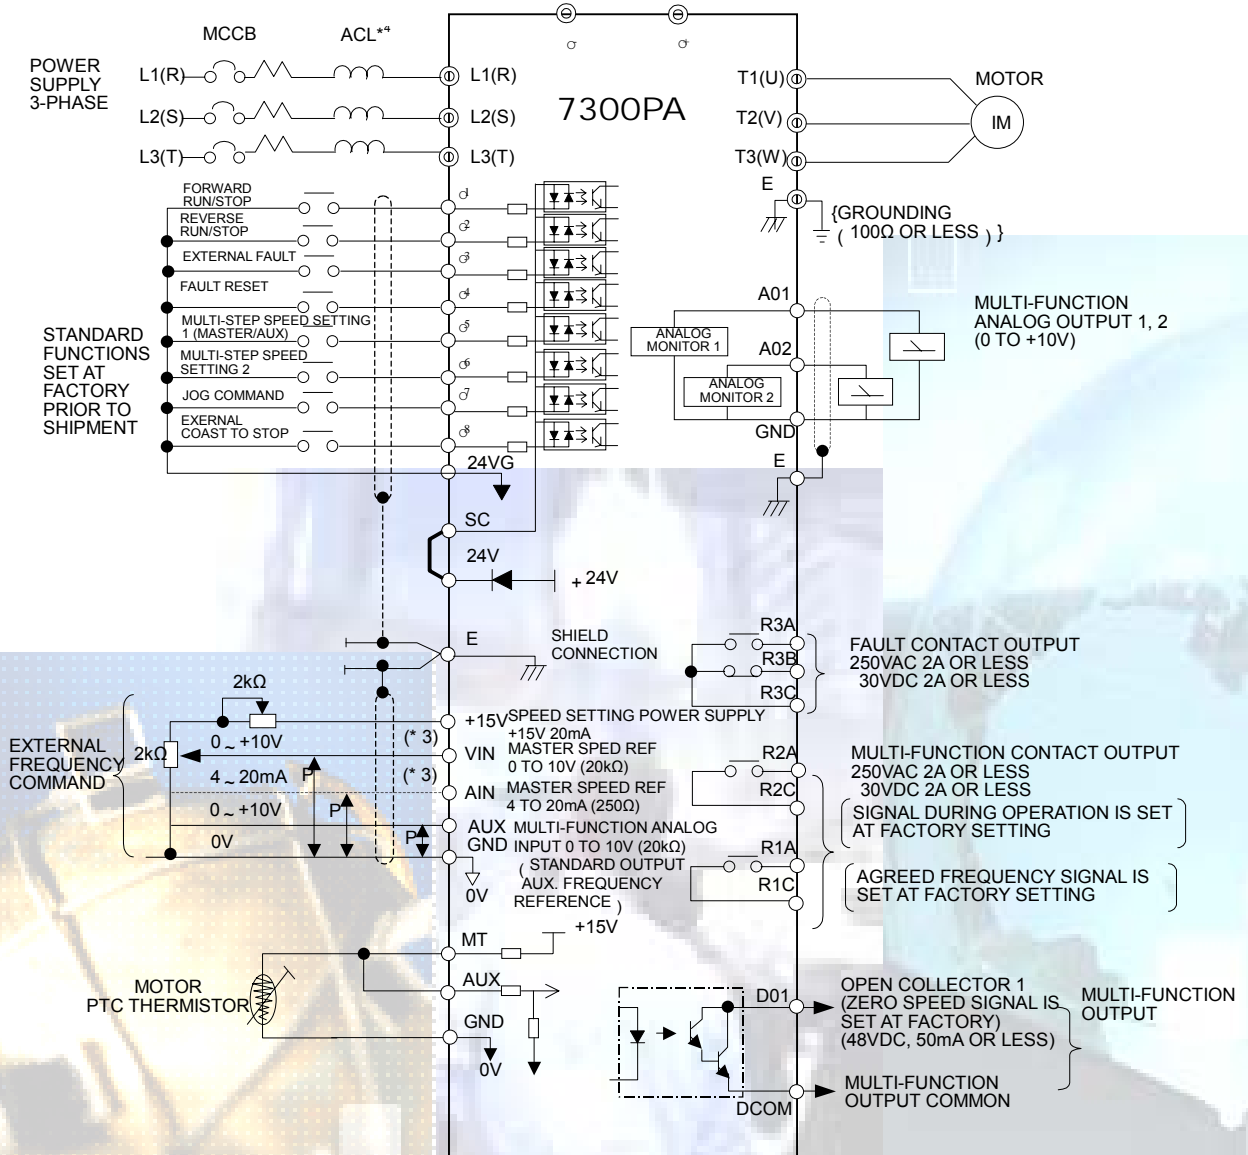 MCCB
ACL*4
POWER
SUPPLY
3-PHASE
L1(R)
L2(S)
L3(T)
L1(R)
L2(S)
L3(T)
7300PA
T1(U)
T2(V)
T3(W)
E
MOTOR
IM
{GROUNDING
( 100Ω OR LESS ) }
FORWARD
RUN/STOP
REVERSE
RUN/STOP
EXTERNAL FAULT
FAULT RESET
MULTI-STEP SPEED SETTING
1 (MASTER/AUX)
MULTI-STEP SPEED
SETTING 2
JOG COMMAND
EXERNAL
COAST TO STOP
STANDARD
FUNCTIONS
SET AT
FACTORY
PRIOR TO
SHIPMENT
1
2
3
4
5
6
7
8
24VG
SC
24V
+ 24V
E
SHIELD
CONNECTION
A01
A02
GND
E
ANALOG
MONITOR 1
ANALOG
MONITOR 2
MULTI-FUNCTION
ANALOG OUTPUT 1, 2
(0 TO +10V)
R3A
R3B
R3C
FAULT CONTACT OUTPUT
250VAC 2A OR LESS
30VDC 2A OR LESS
R2A
R2C
MULTI-FUNCTION CONTACT OUTPUT
250VAC 2A OR LESS
30VDC 2A OR LESS
SIGNAL DURING OPERATION IS SET
AT FACTORY SETTING
R1A
R1C
AGREED FREQUENCY SIGNAL IS
SET AT FACTORY SETTING
EXTERNAL
FREQUENCY
COMMAND
2kΩ
2kΩ
0 ~ +10V
(* 3)
4 ~ 20mA
P
(* 3)
0 ~ +10V
P
0V
P
+15V
SPEED SETTING POWER SUPPLY
+15V 20mA
VIN
MASTER SPED REF
0 TO 10V (20kΩ)
AIN
MASTER SPEED REF
4 TO 20mA (250Ω)
AUX
GND
MULTI-FUNCTION ANALOG
INPUT 0 TO 10V (20kΩ)
( STANDARD OUTPUT
AUX. FREQUENCY
REFERENCE )
0V
MT
+15V
AUX
GND
0V
MOTOR
PTC THERMISTOR
D01
DCOM
OPEN COLLECTOR 1
(ZERO SPEED SIGNAL IS
SET AT FACTORY)
(48VDC, 50mA OR LESS)
MULTI-FUNCTION
OUTPUT
MULTI-FUNCTION
OUTPUT COMMON